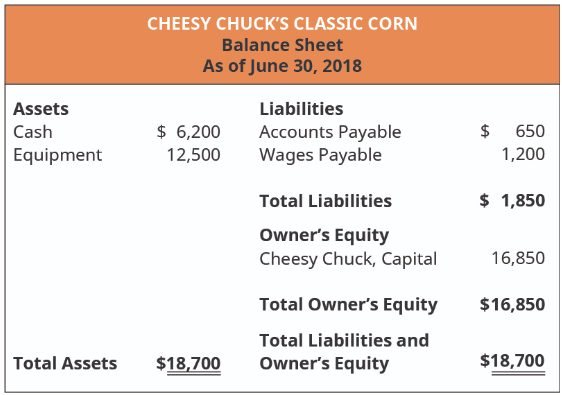 CHEESY CHUCK’S CLASSIC CORN
Balance Sheet
As of June 30, 2018
Assets Liabilities
Cash $ 6,200 Accounts Payable $ 650
Equipment 12,500 Wages Payable 1,200
Total Liabilities $ 1,850
Owner’s Equity
Cheesy Chuck, Capital 16,850
Total Owner’s Equity $16,850
Total Liabilities and
Total Assets $18,700 Owner’s Equity $18,700